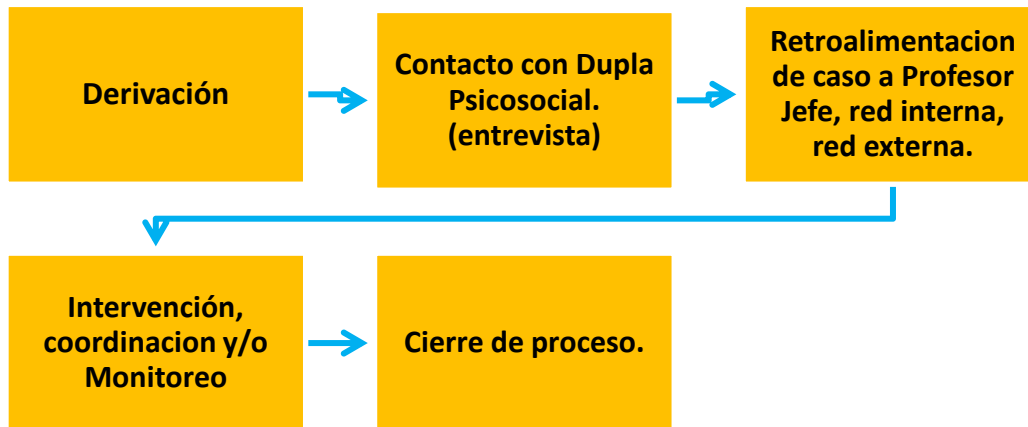 Derivación
Contacto con Dupla
Psicosocial.
(entrevista)
Retroalimentacion
de caso a Profesor
Jefe, red interna,
red externa.
Intervención,
coordinacion y/o
Monitoreo
Cierre de proceso.